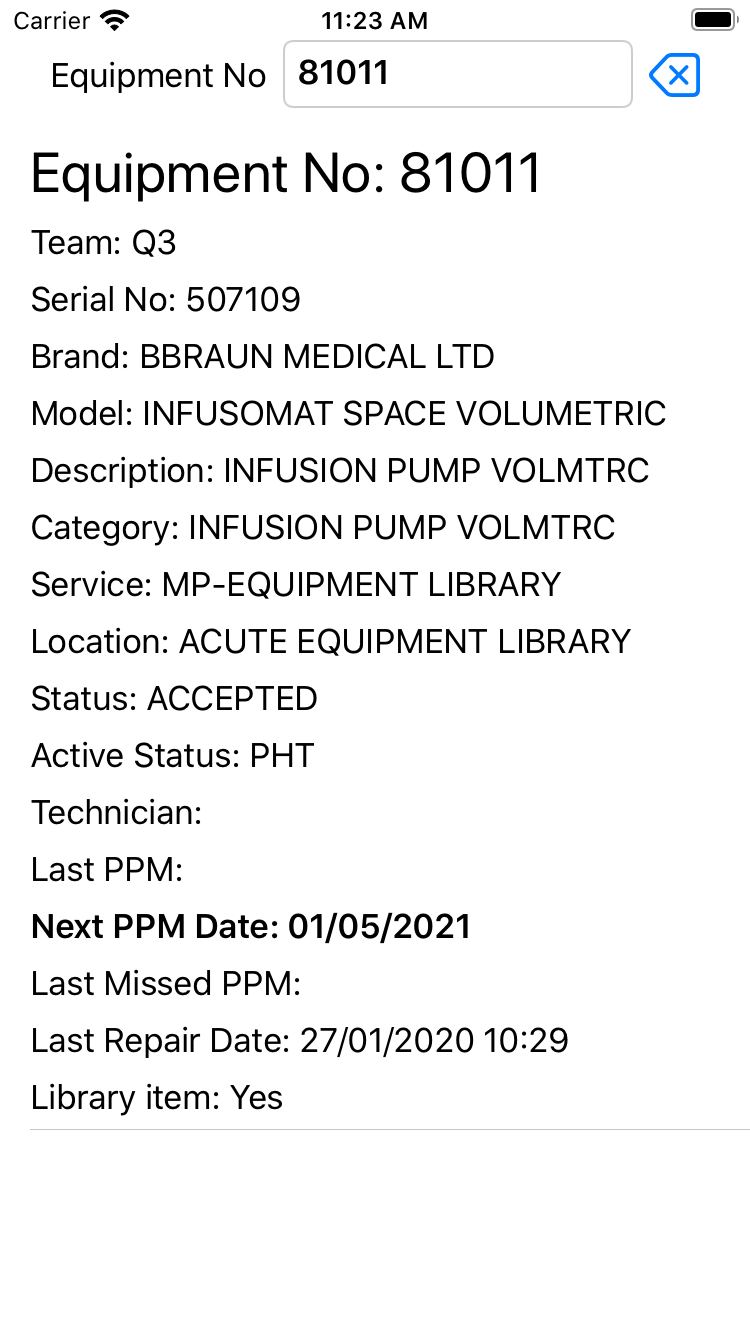 Carrier 11:23 AM
Equipment No 81011
Equipment No: 81011
Team: Q3
Serial No: 507109
Brand: BBRAUN MEDICAL LTD
Model: INFUSOMAT SPACE VOLUMETRIC
Description: INFUSION PUMP VOLMTRC
Category: INFUSION PUMP VOLMTRC
Service: MP-EQUIPMENT LIBRARY
Location: ACUTE EQUIPMENT LIBRARY
Status: ACCEPTED
Active Status: PHT
Technician:
Last PPM:
Next PPM Date: 01/05/2021
Last Missed PPM:
Last Repair Date: 27/01/2020 10:29
Library item: Yes